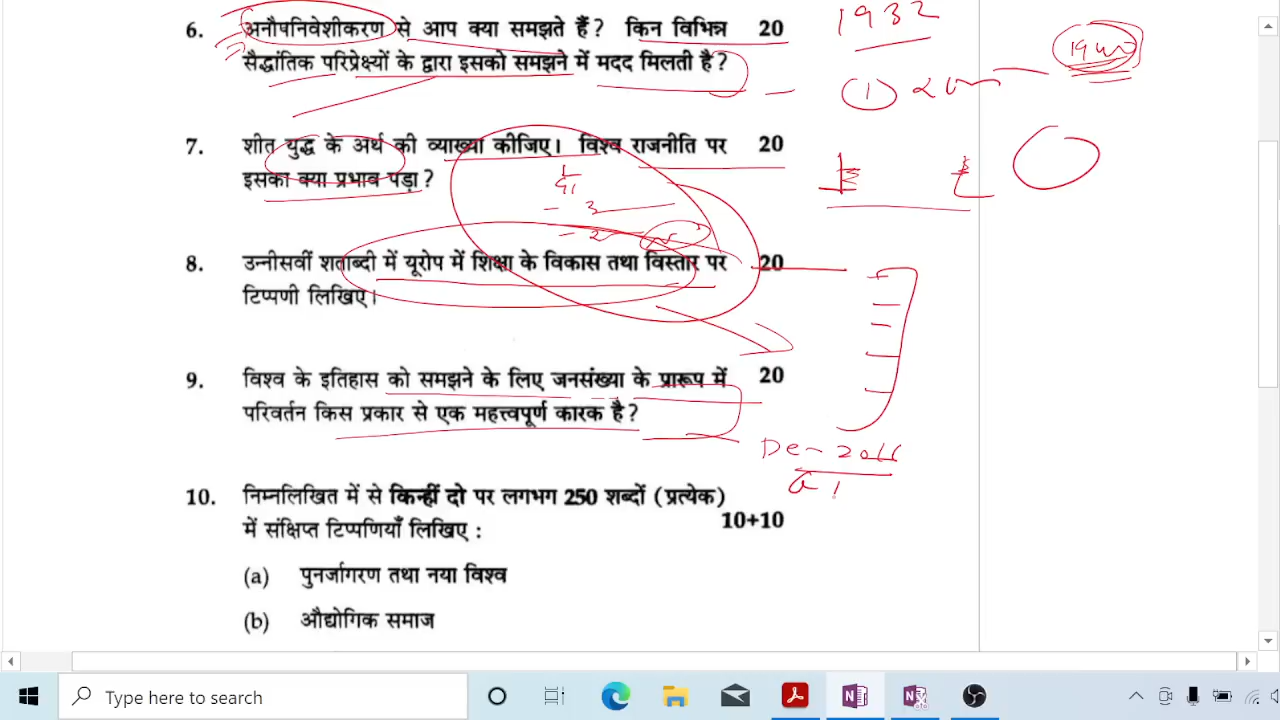 6. अनौपनिवेशीकरण से आप क्या समझते हैं? किन विभिन्न 20
सैद्धांतिक परिप्रेक्ष्यों के द्वारा इसको समझने में मदद मिलती है?
1932
1
7. शीत युद्ध के अर्थ की व्याख्या कीजिए। विश्व राजनीति पर 20
इसका क्या प्रभाव पड़ा?
3
2
8. उन्नीसवीं शताब्दी में यूरोप में शिक्षा के विकास तथा विस्तार पर 20
टिप्पणी लिखिए।
9. विश्व के इतिहास को समझने के लिए जनसंख्या के प्रारूप में 20
परिवर्तन किस प्रकार से एक महत्त्वपूर्ण कारक है?
10. निम्नलिखित में से किन्हीं दो पर लगभग 250 शब्दों (प्रत्येक)
में संक्षिप्त टिप्पणियाँ लिखिए : 10+10
(a) पुनर्जागरण तथा नया विश्व
(b) औद्योगिक समाज
Type here to search